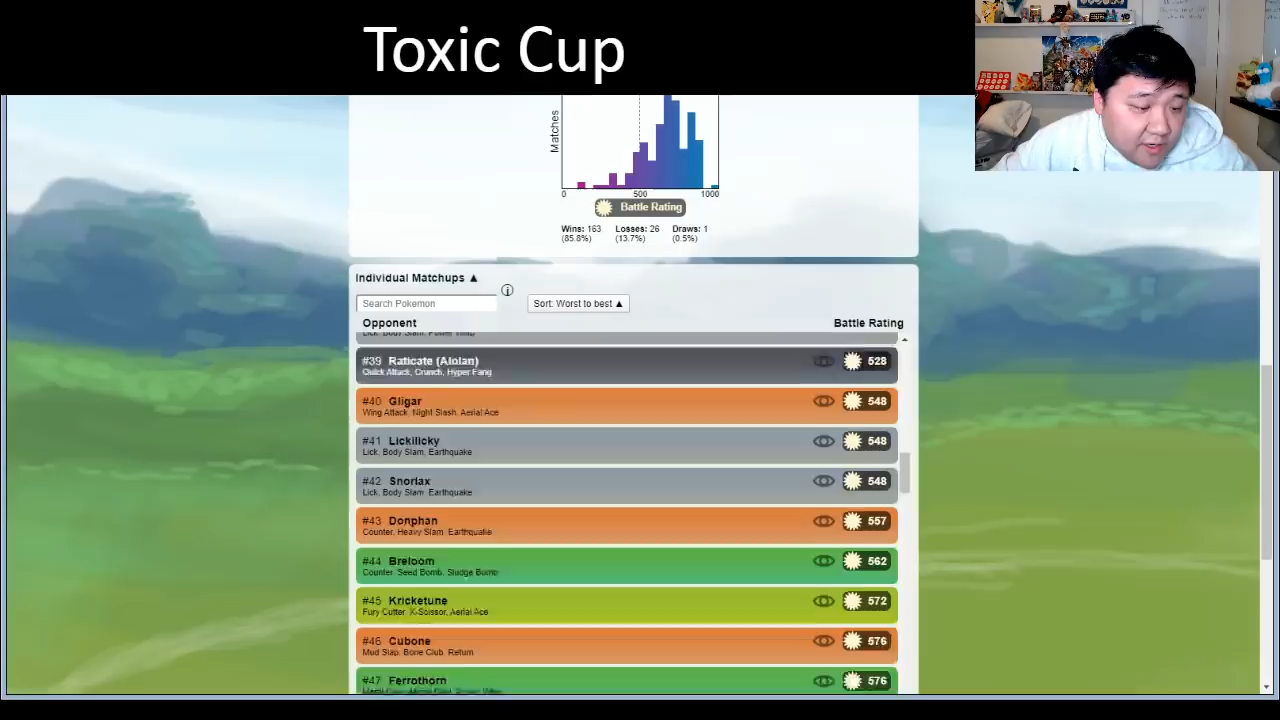 Toxic Cup
Matches
0 500 1000
Battle Rating
Wins: 163 Losses: 26 Draws: 1
(85.8%) (13.7%) (0.5%)
Individual Matchups ▲
Search Pokemon Sort: Worst to best ▲
Opponent Battle Rating
Lick, Body Slam, Power Whip
#39 Raticate (Alolan) 528
Quick Attack, Crunch, Hyper Fang
#40 Gligar 548
Wing Attack, Night Slash, Aerial Ace
#41 Lickilicky 548
Lick, Body Slam, Earthquake
#42 Snorlax 548
Lick, Body Slam, Earthquake
#43 Donphan 557
Counter, Heavy Slam, Earthquake
#44 Breloom 562
Counter, Seed Bomb, Sludge Bomb
#45 Kricketune 572
Fury Cutter, X-Scissor, Aerial Ace
#46 Cubone 576
Mud Slap, Bone Club, Return
#47 Ferrothorn 576